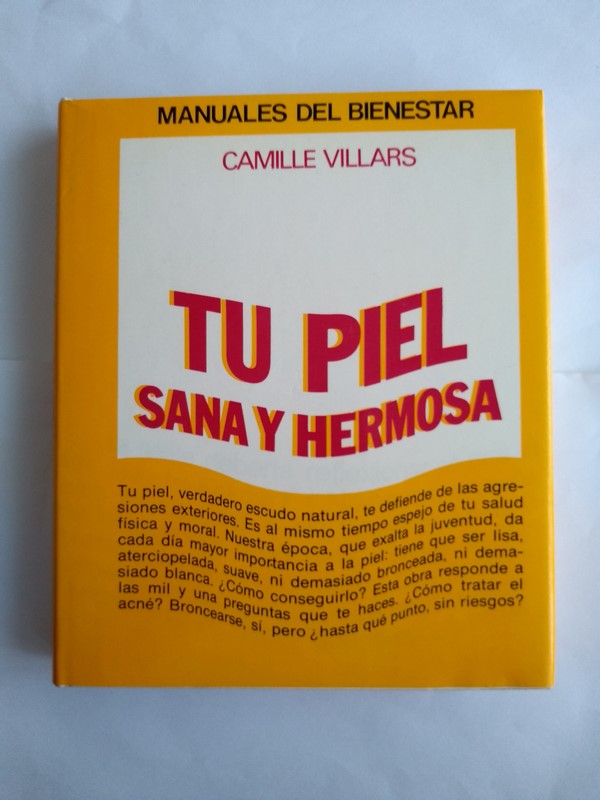 MANUALES DEL BIENESTAR
CAMILLE VILLARS
TU PIEL
SANA Y HERMOSA
Tu piel, verdadero escudo natural, te defiende de las agre-
siones exteriores. Es al mismo tiempo espejo de tu salud
física y moral. Nuestra época, que exalta la juventud, da
cada día mayor importancia a la piel: tiene que ser lisa,
aterciopelada, suave, ni demasiado bronceada, ni dema-
siado blanca. ¿Cómo conseguirlo? Esta obra responde a
las mil y una preguntas que te haces. ¿Cómo tratar el
acné? Broncearse, sí, pero ¿hasta qué punto, sin riesgos?